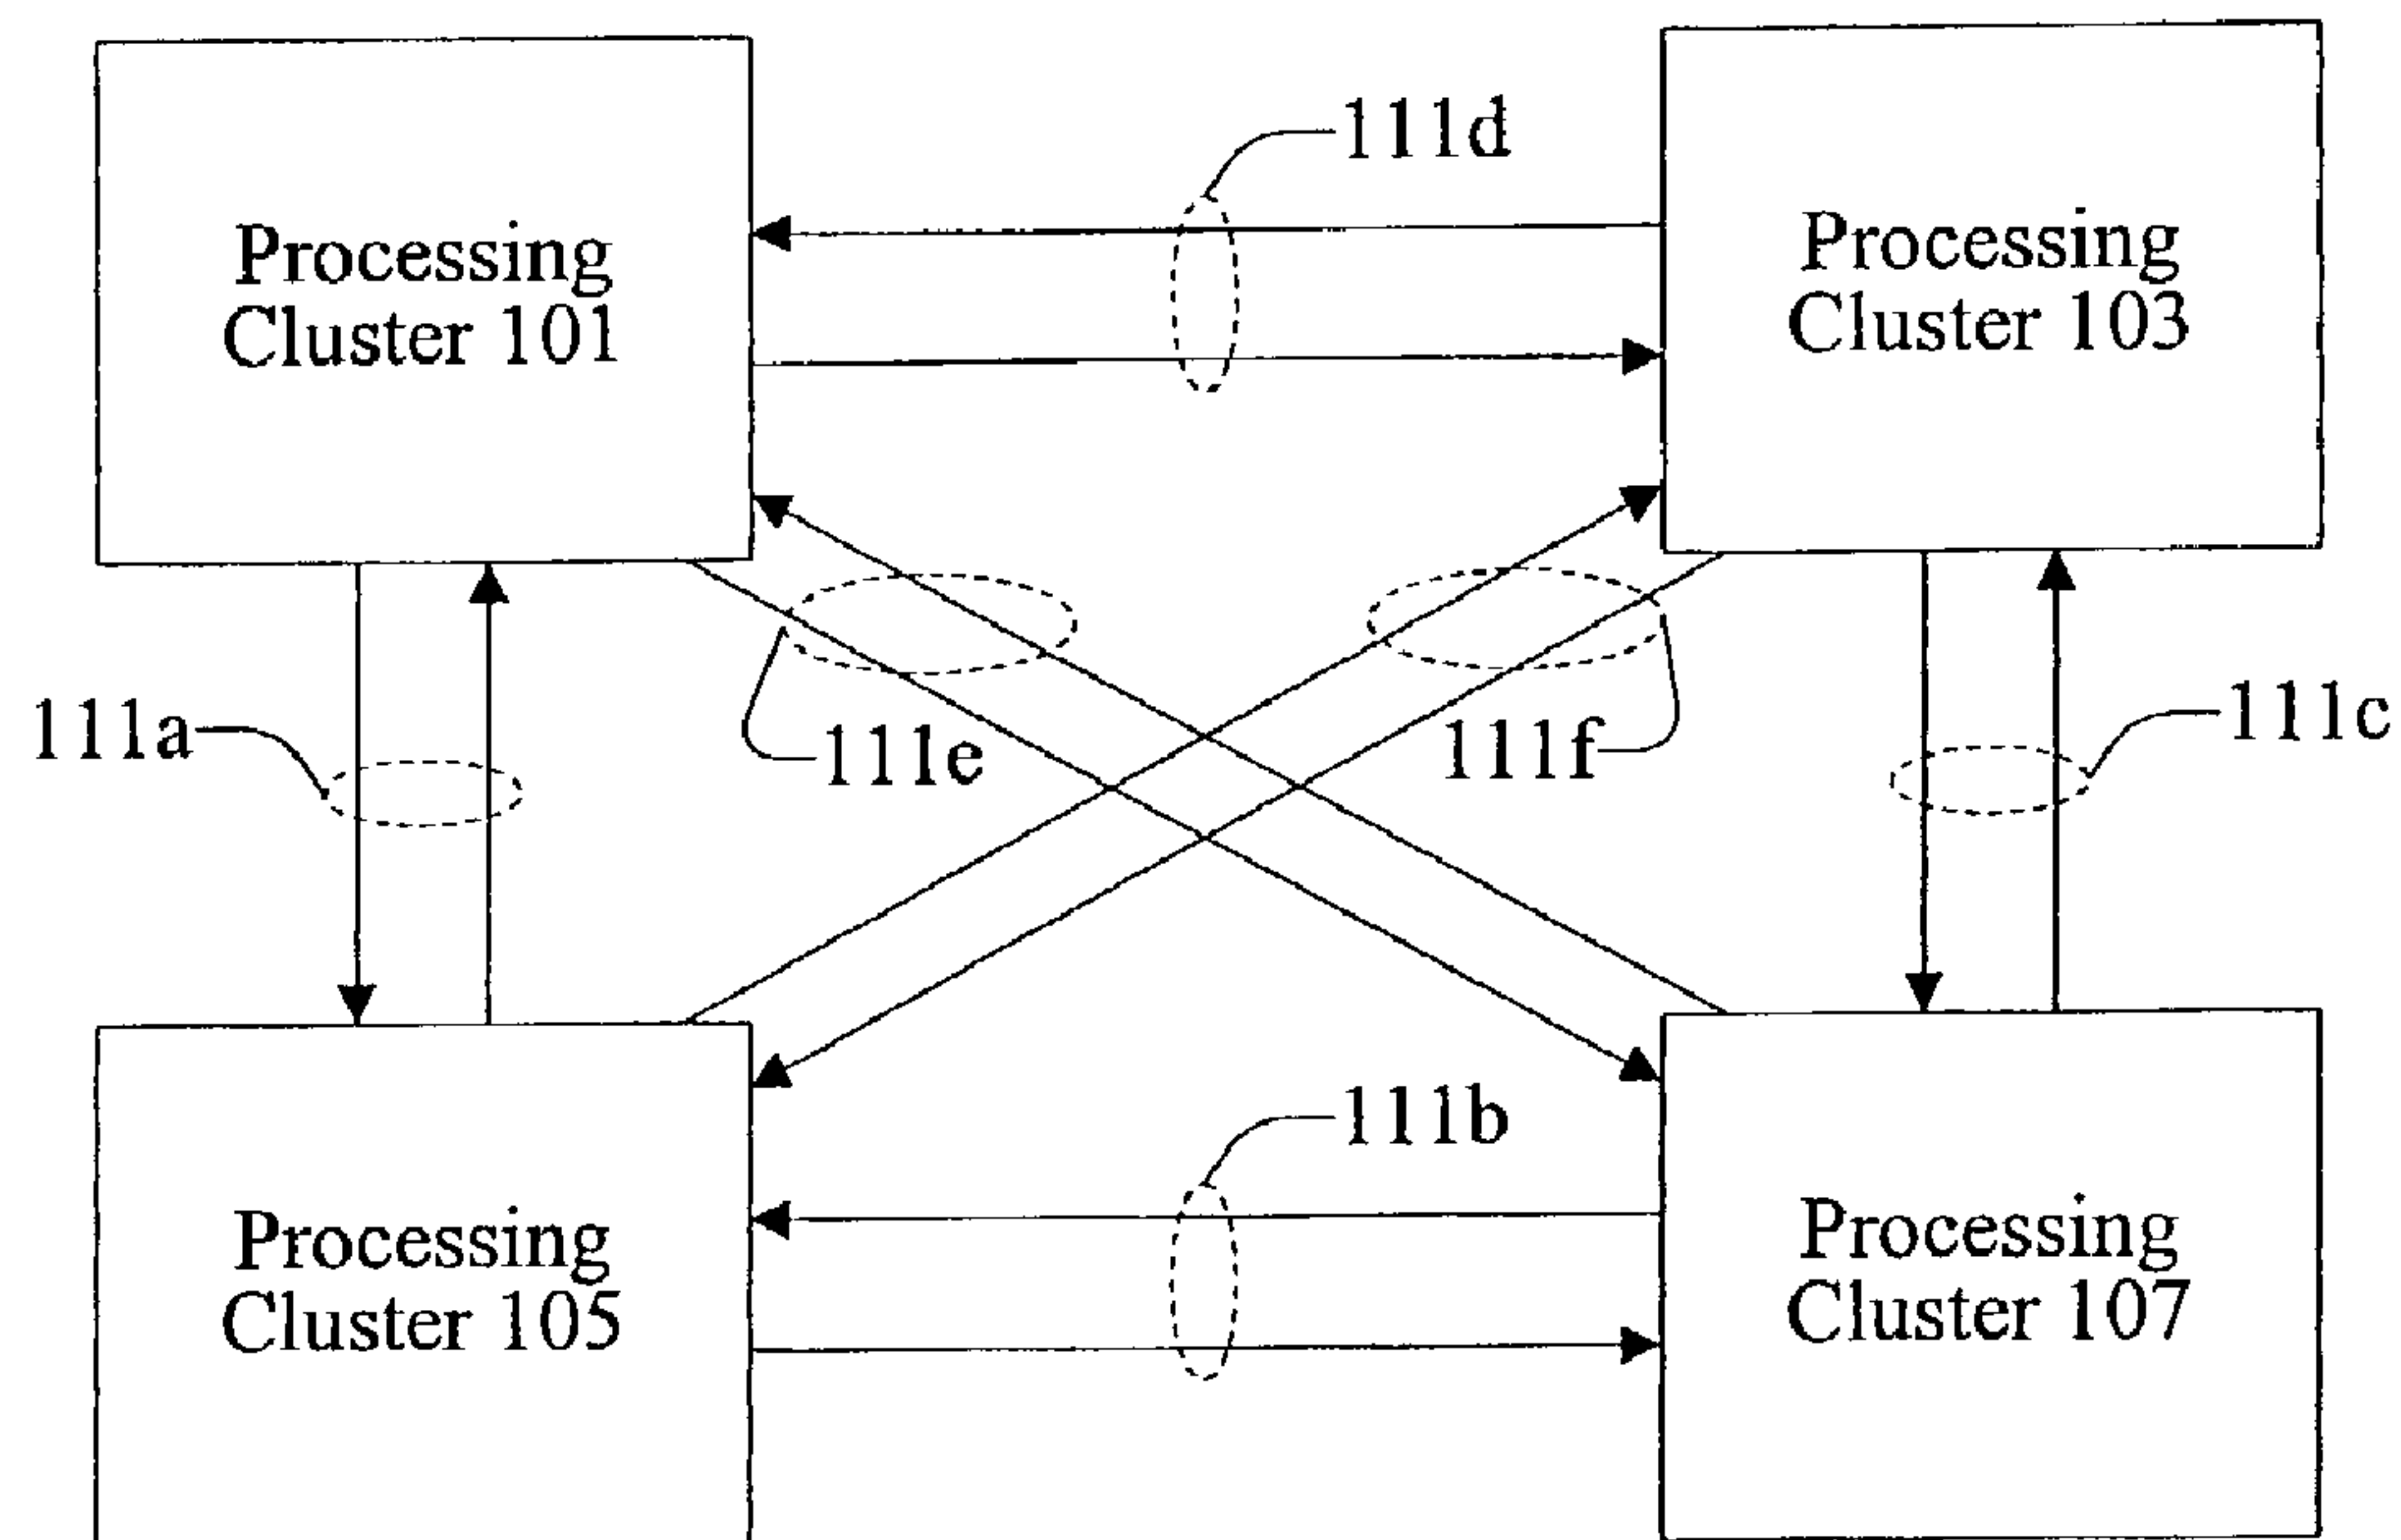 111d
Processing
Cluster 101
Processing
Cluster 103
111a
111e
111f
111c
111b
Processing
Cluster 105
Processing
Cluster 107